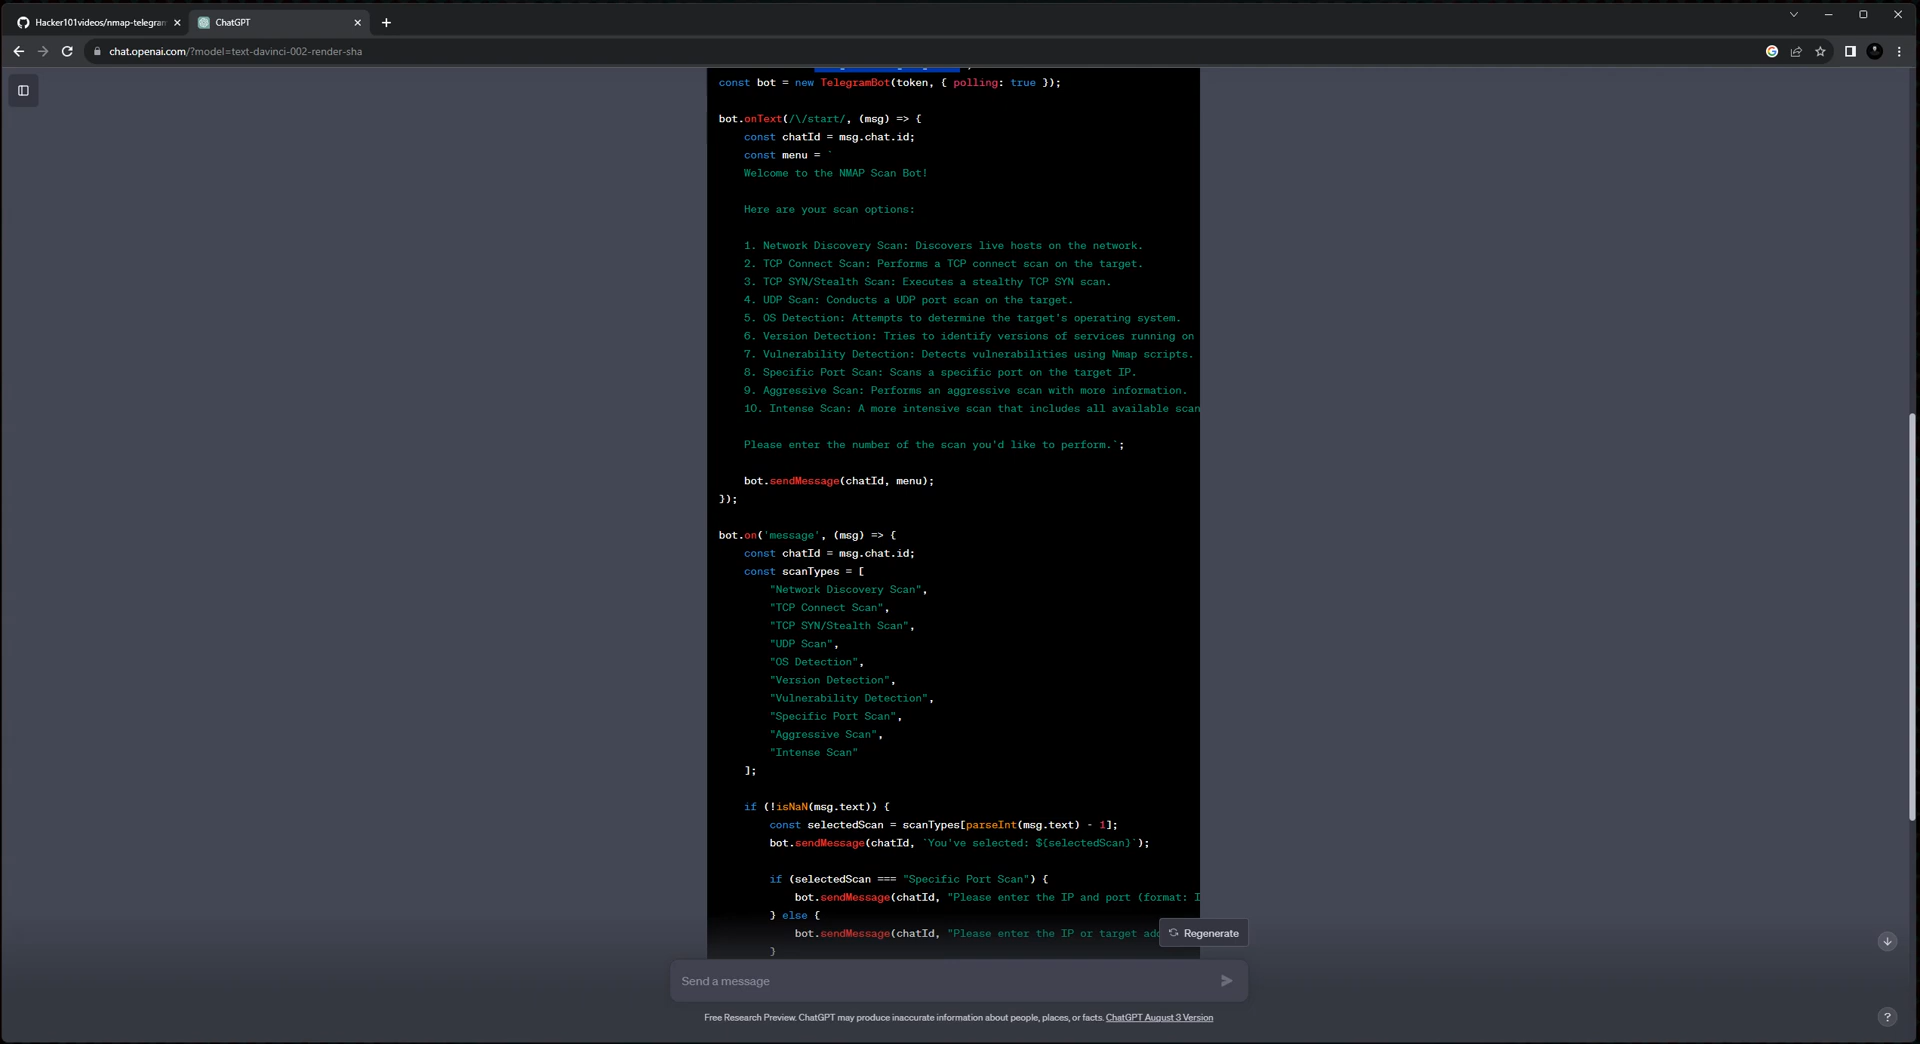 Hacker101videos/nmap-telegram
ChatGPT
chat.openai.com/?model=text-davinci-002-render-sha
const bot = new TelegramBot(token, { polling: true });
bot.onText(/\/start/, (msg) => {
const chatId = msg.chat.id;
const menu = `
Welcome to the NMAP Scan Bot!
Here are your scan options:
1. Network Discovery Scan: Discovers live hosts on the network.
2. TCP Connect Scan: Performs a TCP connect scan on the target.
3. TCP SYN/Stealth Scan: Executes a stealthy TCP SYN scan.
4. UDP Scan: Conducts a UDP port scan on the target.
5. OS Detection: Attempts to determine the target's operating system.
6. Version Detection: Tries to identify versions of services running on
7. Vulnerability Detection: Detects vulnerabilities using Nmap scripts.
8. Specific Port Scan: Scans a specific port on the target IP.
9. Aggressive Scan: Performs an aggressive scan with more information.
10. Intense Scan: A more intensive scan that includes all available scan
Please enter the number of the scan you'd like to perform.`;
bot.sendMessage(chatId, menu);
});
bot.on('message', (msg) => {
const chatId = msg.chat.id;
const scanTypes = [
"Network Discovery Scan",
"TCP Connect Scan",
"TCP SYN/Stealth Scan",
"UDP Scan",
"OS Detection",
"Version Detection",
"Vulnerability Detection",
"Specific Port Scan",
"Aggressive Scan",
"Intense Scan"
];
if (!isNaN(msg.text)) {
const selectedScan = scanTypes[parseInt(msg.text) - 1];
bot.sendMessage(chatId, `You've selected: ${selectedScan}`);
if (selectedScan === "Specific Port Scan") {
bot.sendMessage(chatId, "Please enter the IP and port (format: I
} else {
bot.sendMessage(chatId, "Please enter the IP or target add
}
Regenerate
Send a message
Free Research Preview. ChatGPT may produce inaccurate information about people, places, or facts. ChatGPT August 3 Version
?